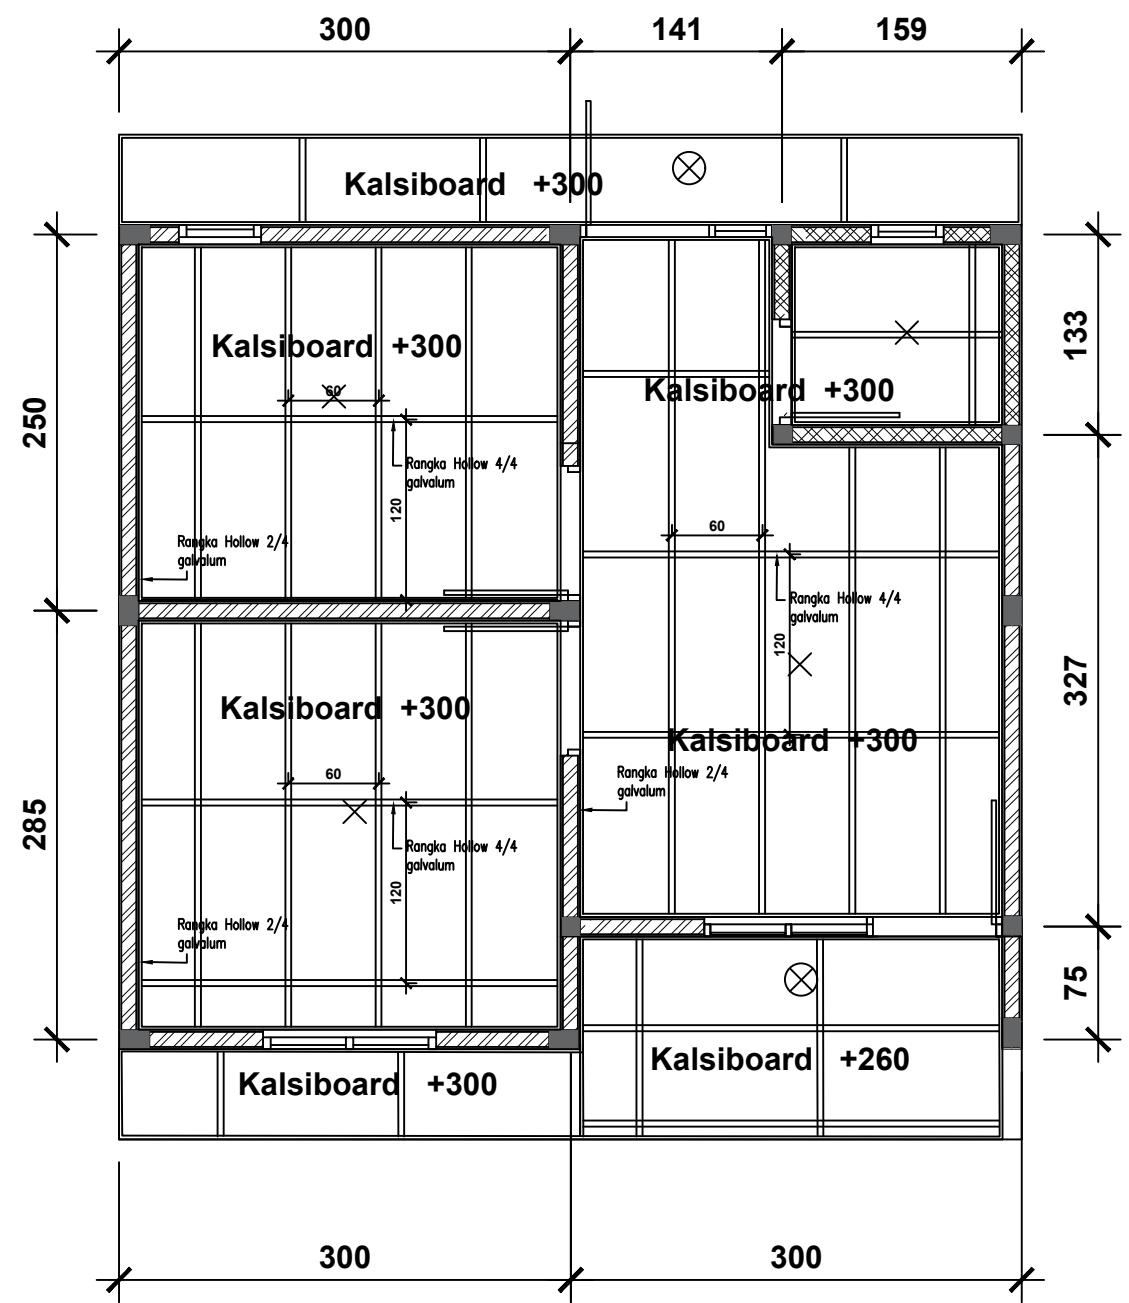 300
141
159
Kalsiboard +300
Kalsiboard +300
60
Rangka Hollow 4/4
galvalum
120
Rangka Hollow 2/4
galvalum
250
Kalsiboard +300
133
60
Rangka Hollow 4/4
galvalum
120
327
Kalsiboard +300
60
Rangka Hollow 4/4
galvalum
120
Rangka Hollow 2/4
galvalum
285
Kalsiboard +300
Rangka Hollow 2/4
galvalum
75
Kalsiboard +300
Kalsiboard +260
300
300